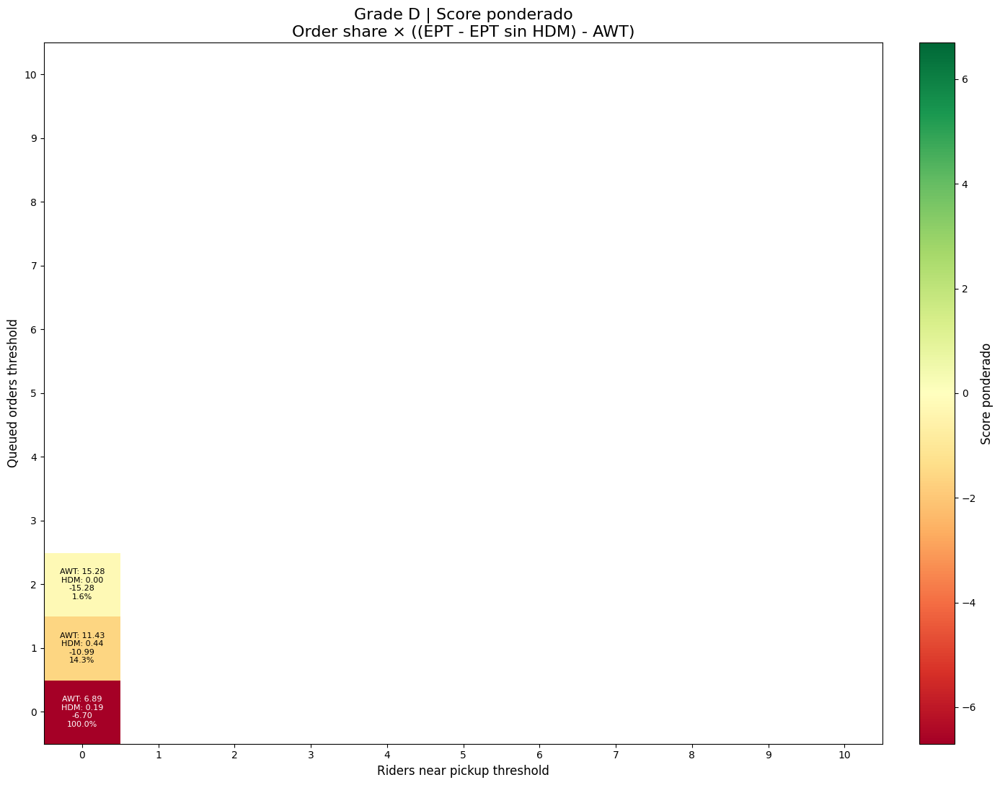 Grade D | Score ponderado
Order share × ((EPT - EPT sin HDM) - AWT)
Queued orders threshold
10
9
8
7
6
5
4
3
2
1
0
AWT: 15.28
HDM: 0.00
-15.28
1.6%
AWT: 11.43
HDM: 0.44
-10.99
14.3%
AWT: 6.89
HDM: 0.19
-6.70
100.0%
0 1 2 3 4 5 6 7 8 9 10
Riders near pickup threshold
6
4
2
0
−2
−4
−6
Score ponderado